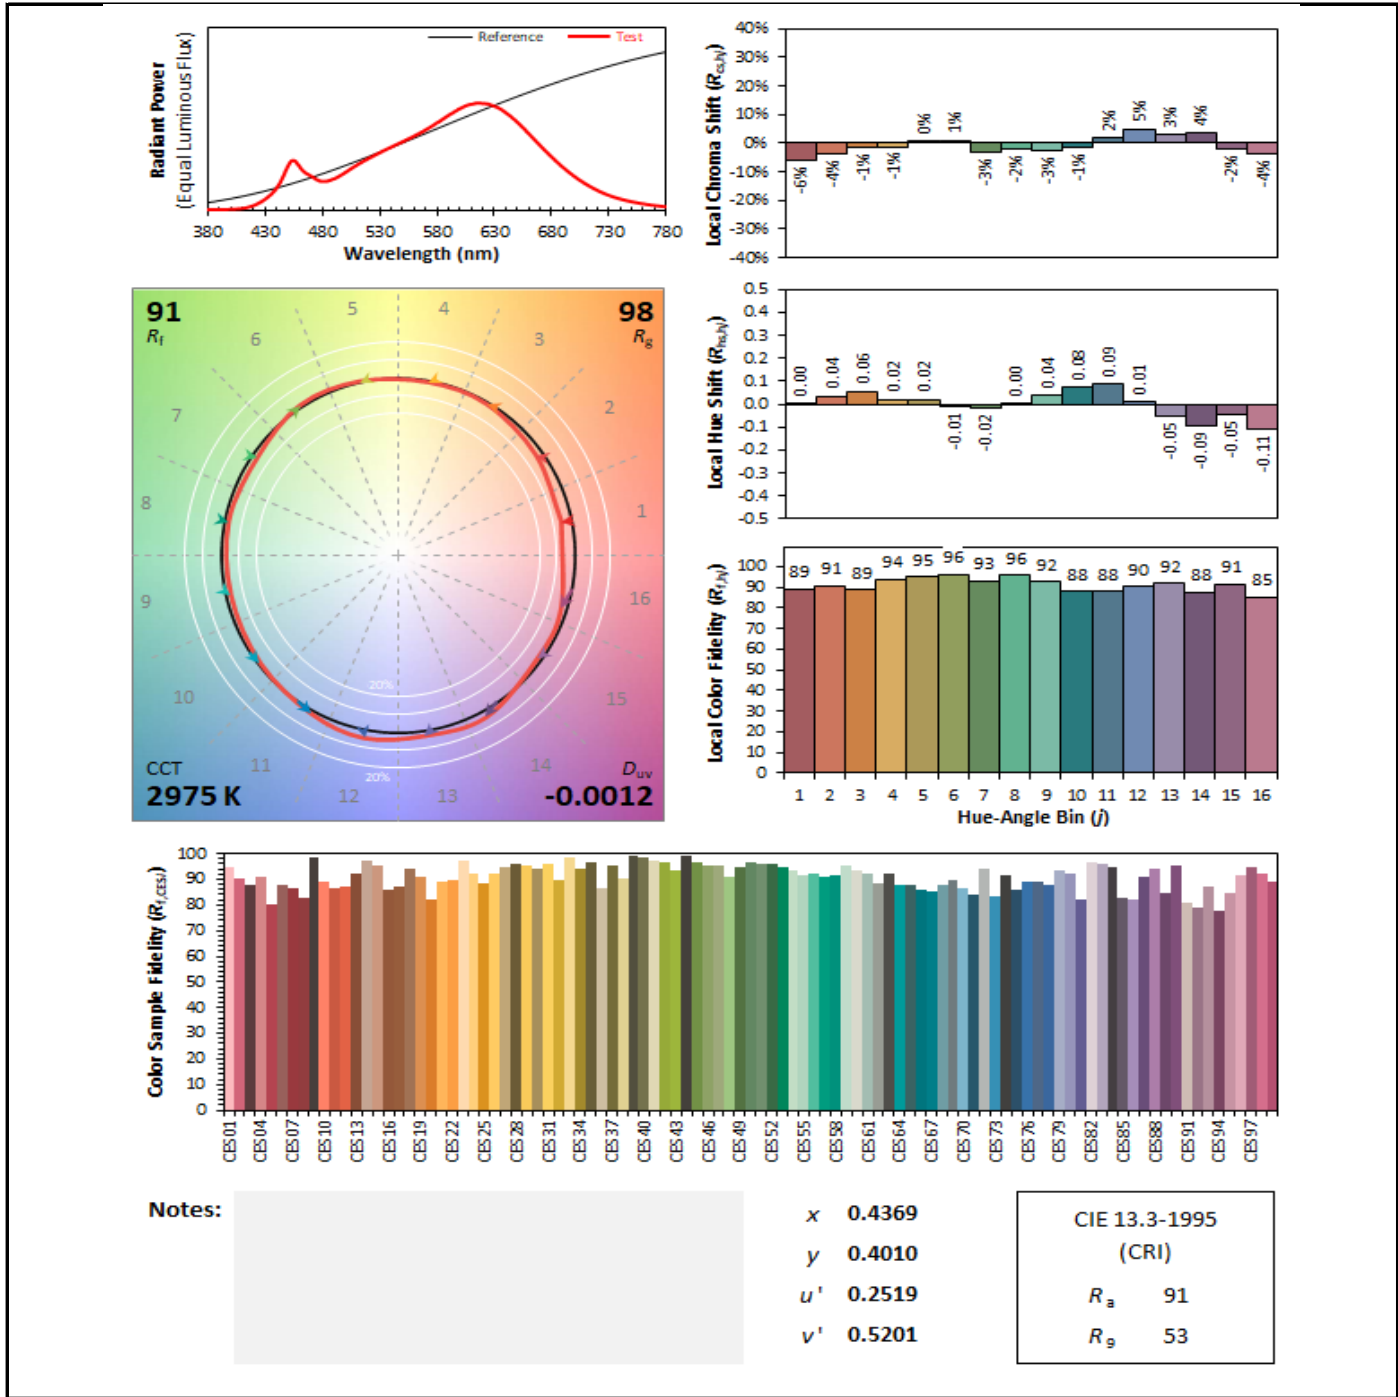 Radiant Power
(Equal Luminous Flux)
Reference
Test
380 430 480 530 580 630 680 730 780
Wavelength (nm)
Local Chroma Shift (Rcs,hj)
40%
30%
20%
10%
0%
-10%
-20%
-30%
-40%
-6% -4% -1% -1% 0% 1% -3% -2% -3% -1% 2% 5% 3% 4% -2% -4%
91
Rf
98
Rg
1
2
3
4
5
6
7
8
9
10
11
12
13
14
15
16
20%
20%
CCT
2975 K
Duv
-0.0012
Local Hue Shift (Rhs,hj)
0.5
0.4
0.3
0.2
0.1
0.0
-0.1
-0.2
-0.3
-0.4
-0.5
0.00 0.04 0.06 0.02 0.02 -0.01 -0.02 0.00 0.04 0.08 0.09 0.01 -0.05 -0.09 -0.05 -0.11
Local Color Fidelity (Rf,hj)
100
90
80
70
60
50
40
30
20
10
0
89 91 89 94 95 96 93 96 92 88 88 90 92 88 91 85
1 2 3 4 5 6 7 8 9 10 11 12 13 14 15 16
Hue-Angle Bin (j)
Color Sample Fidelity (Rf,CESi)
100
90
80
70
60
50
40
30
20
10
0
CES01 CES04 CES07 CES10 CES13 CES16 CES19 CES22 CES25 CES28 CES31 CES34 CES37 CES40 CES43 CES46 CES49 CES52 CES55 CES58 CES61 CES64 CES67 CES70 CES73 CES76 CES79 CES82 CES85 CES88 CES91 CES94 CES97
Notes:
x 0.4369
y 0.4010
u' 0.2519
v' 0.5201
CIE 13.3-1995
(CRI)
Ra 91
R9 53